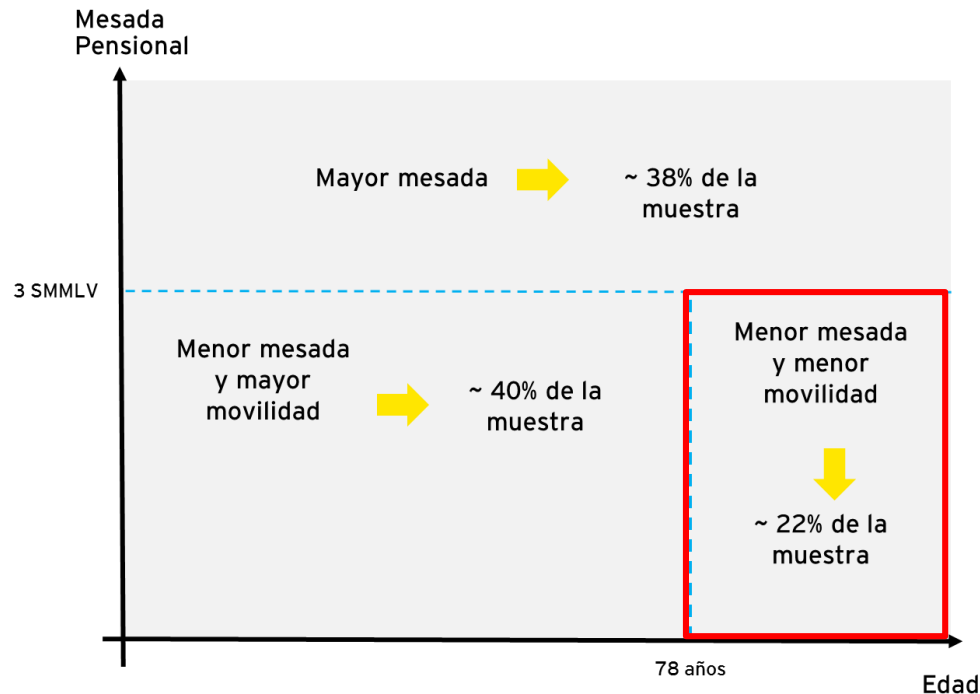 Mesada
Pensional
Mayor mesada
~ 38% de la
muestra
3 SMMLV
Menor mesada
y mayor
movilidad
~ 40% de la
muestra
Menor mesada
y menor
movilidad
~ 22% de la
muestra
78 años
Edad